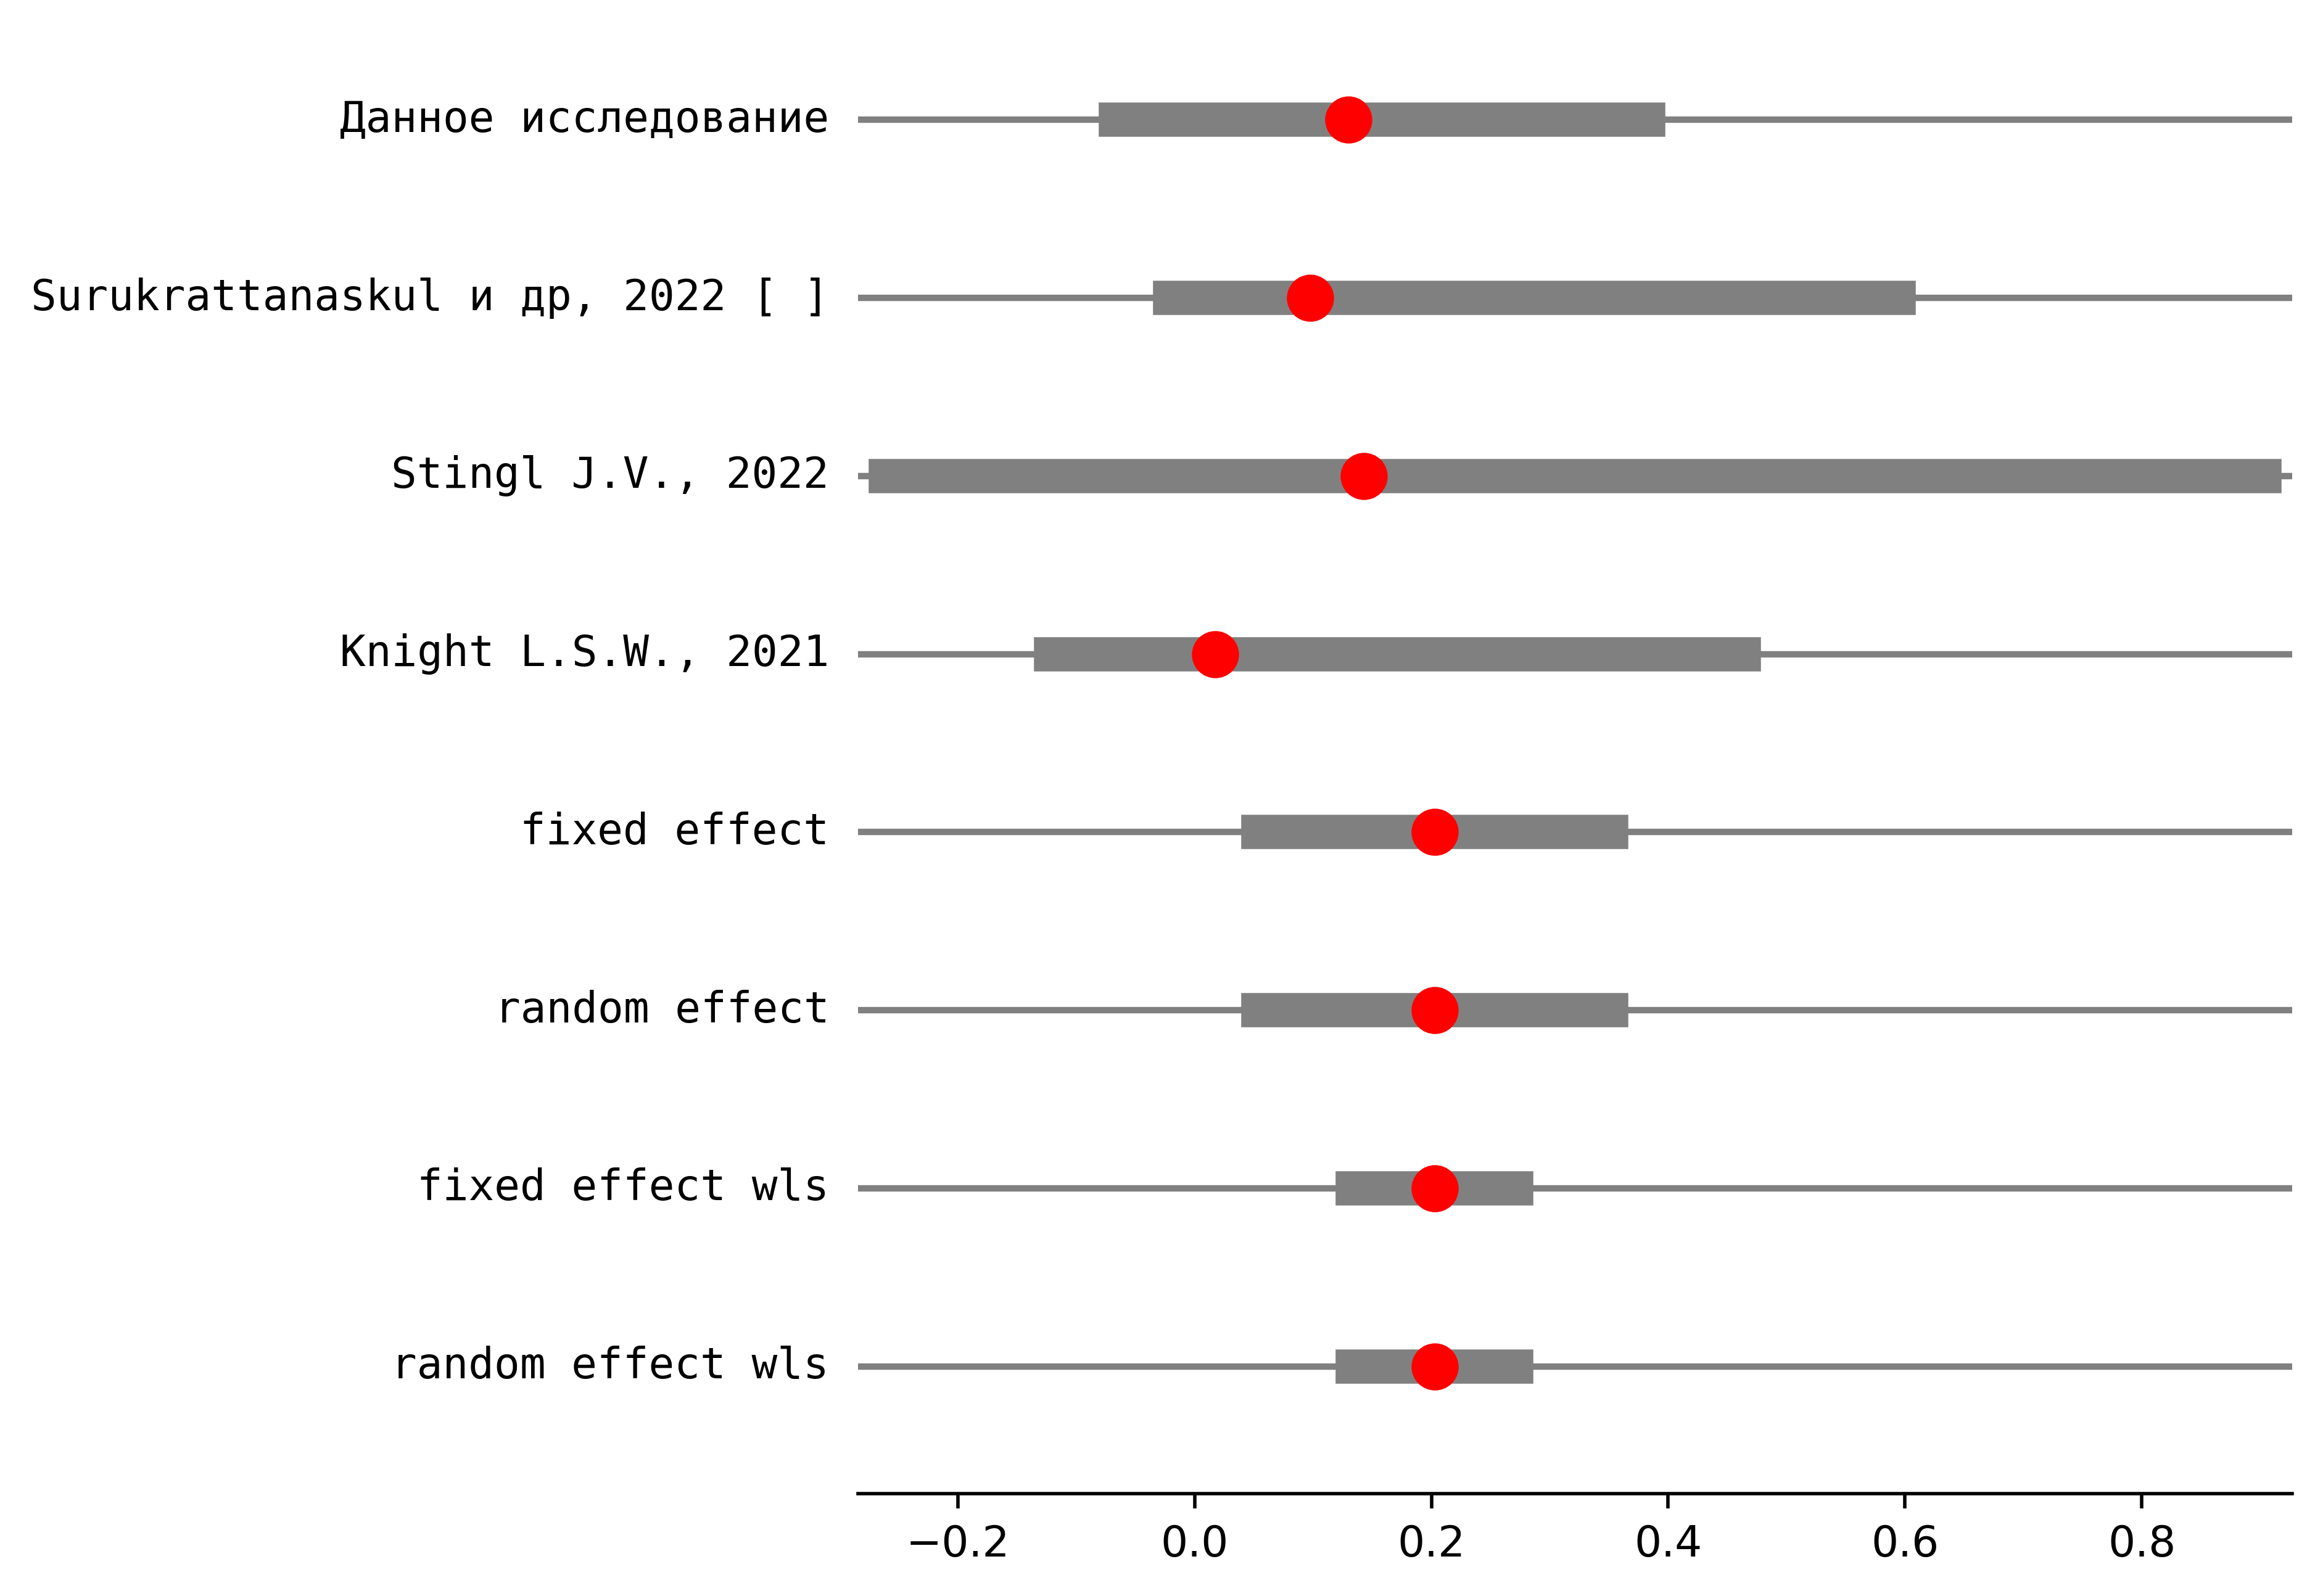 Данное исследование
Surukrattanaskul и др, 2022 [ ]
Stingl J.V., 2022
Knight L.S.W., 2021
fixed effect
random effect
fixed effect wls
random effect wls
−0.2 0.0 0.2 0.4 0.6 0.8